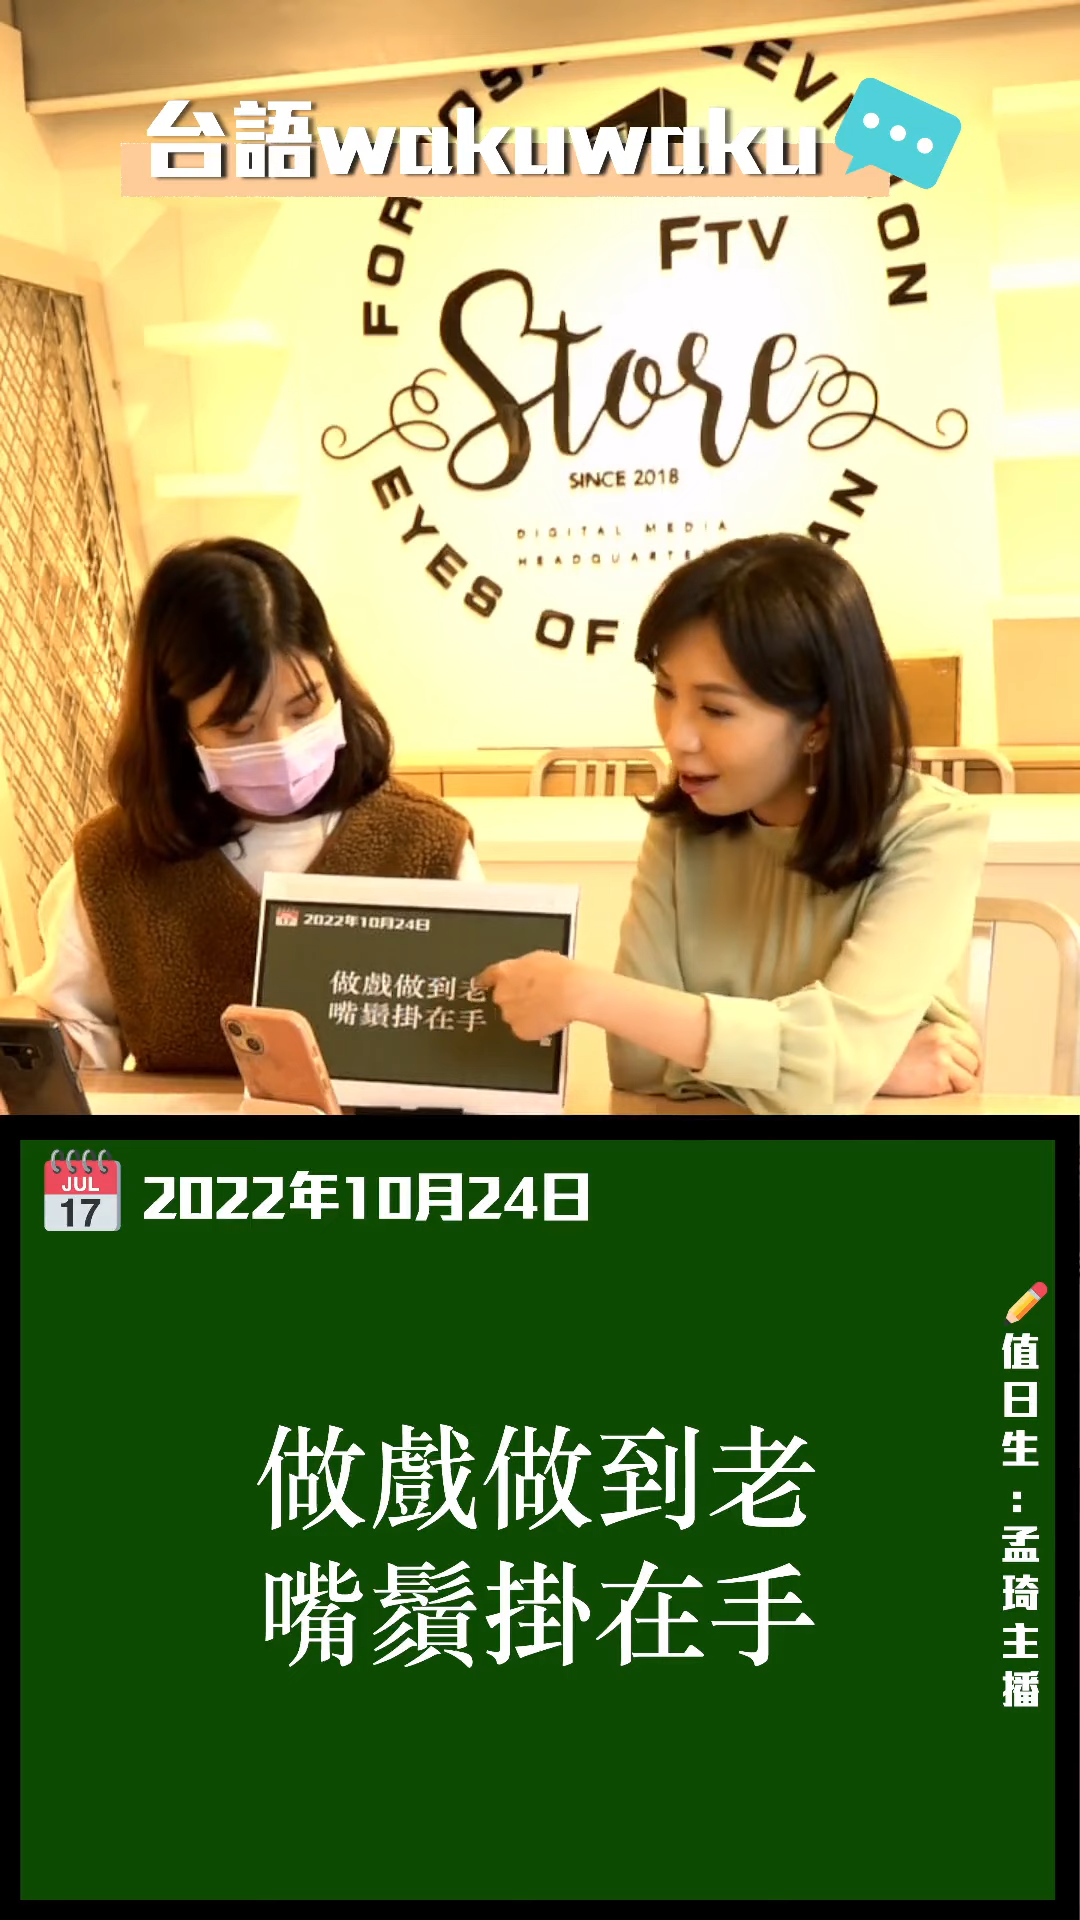 台語wakuwaku
FTV
Store
SINCE 2018
DIGITAL MEDIA
EYES OF
2022年10月24日
做戲做到老
嘴鬚掛在手
JUL
17
2022年10月24日
做戲做到老
嘴鬚掛在手
值日生：孟琦主播